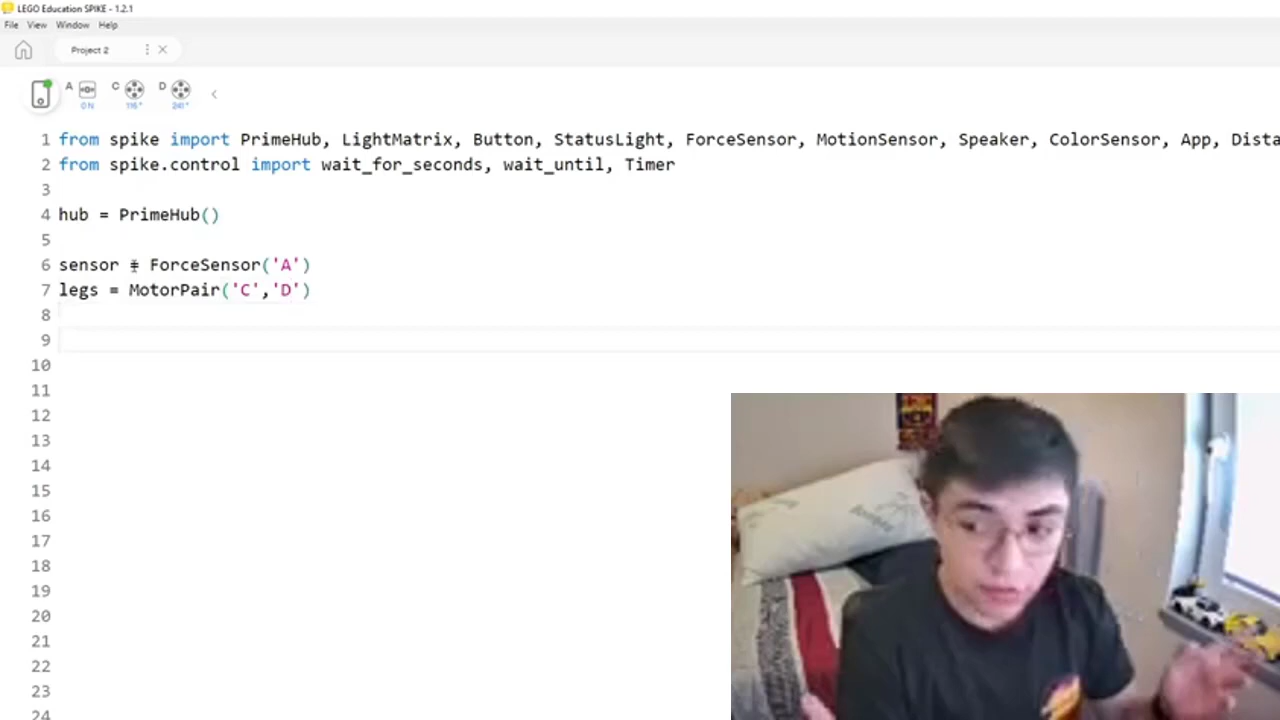 LEGO Education SPIKE - 1.2.1
File View Window Help
Project 2
A C D
0 N 116° 240°
1 from spike import PrimeHub, LightMatrix, Button, StatusLight, ForceSensor, MotionSensor, Speaker, ColorSensor, App, Dista
2 from spike.control import wait_for_seconds, wait_until, Timer
3
4 hub = PrimeHub()
5
6 sensor = ForceSensor('A')
7 legs = MotorPair('C','D')
8
9
10
11
12
13
14
15
16
17
18
19
20
21
22
23
24